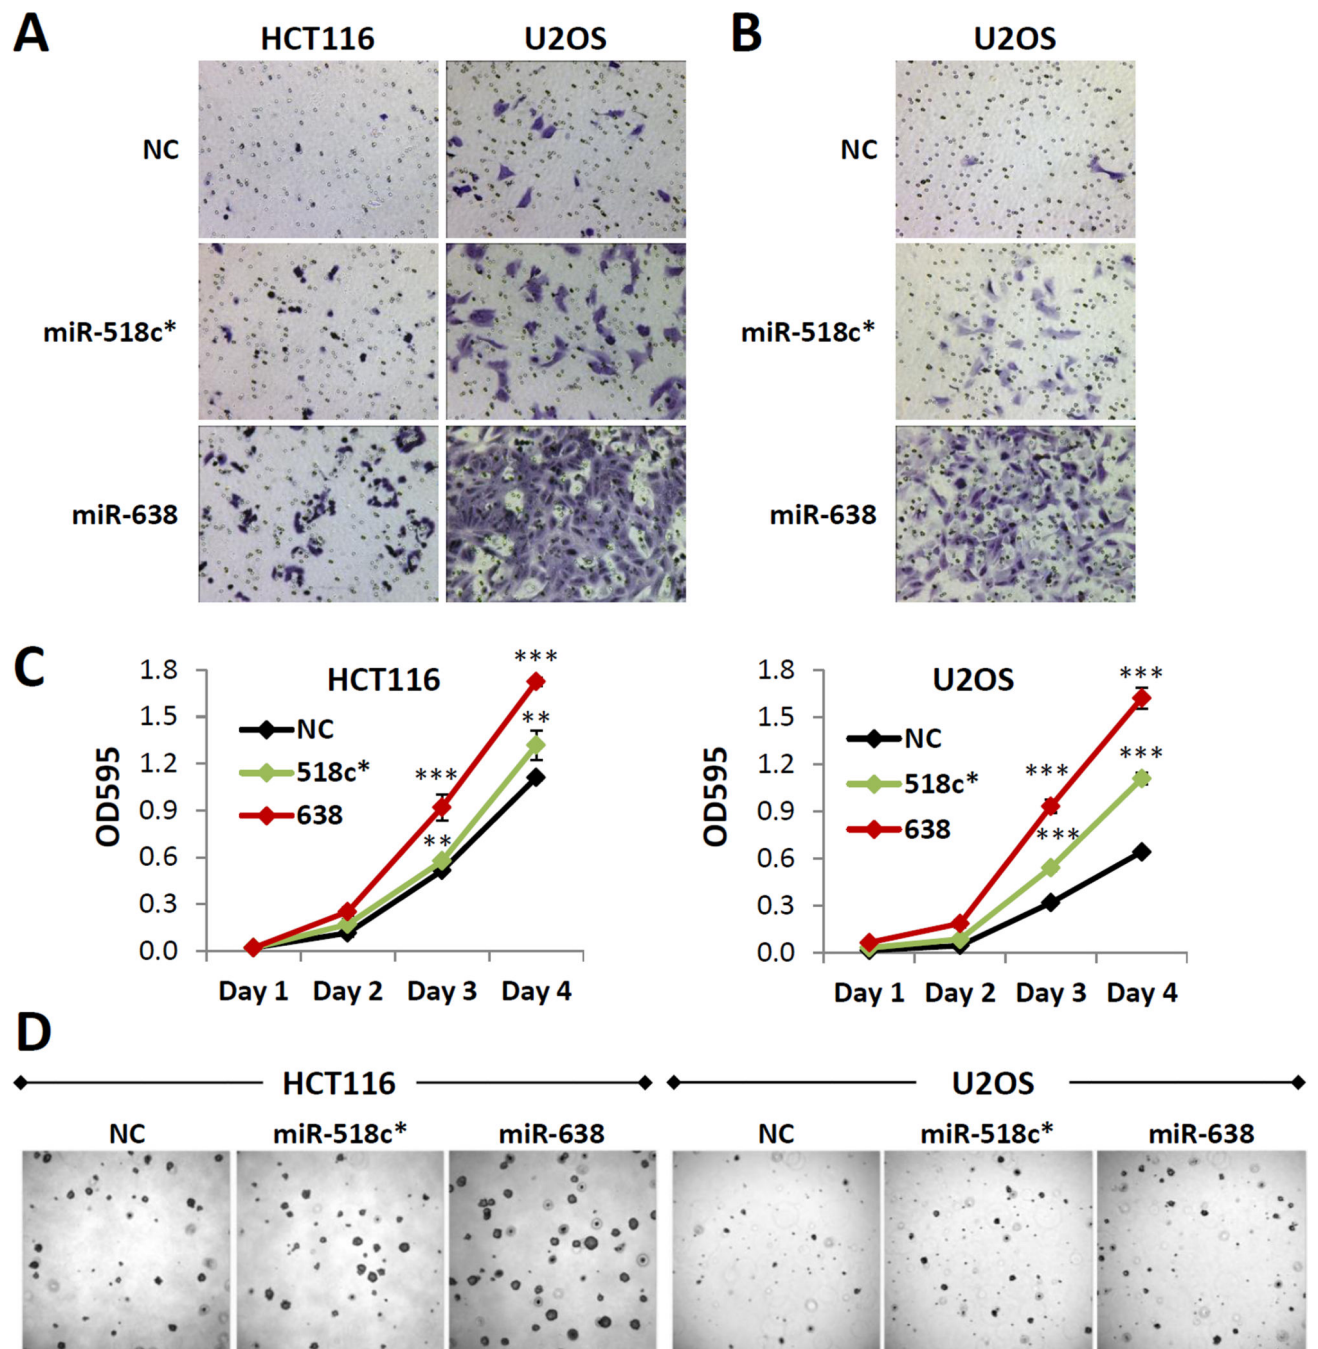 A
HCT116 U2OS
B
U2OS
NC
NC
miR-518c*
miR-518c*
miR-638
miR-638
C
HCT116
OD595
1.8
1.5
1.2
0.9
0.6
0.3
0.0
NC
518c*
638
***
**
***
**
Day 1 Day 2 Day 3 Day 4
U2OS
OD595
1.8
1.5
1.2
0.9
0.6
0.3
0.0
NC
518c*
638
***
***
***
***
Day 1 Day 2 Day 3 Day 4
D
HCT116 U2OS
NC miR-518c* miR-638 NC miR-518c* miR-638